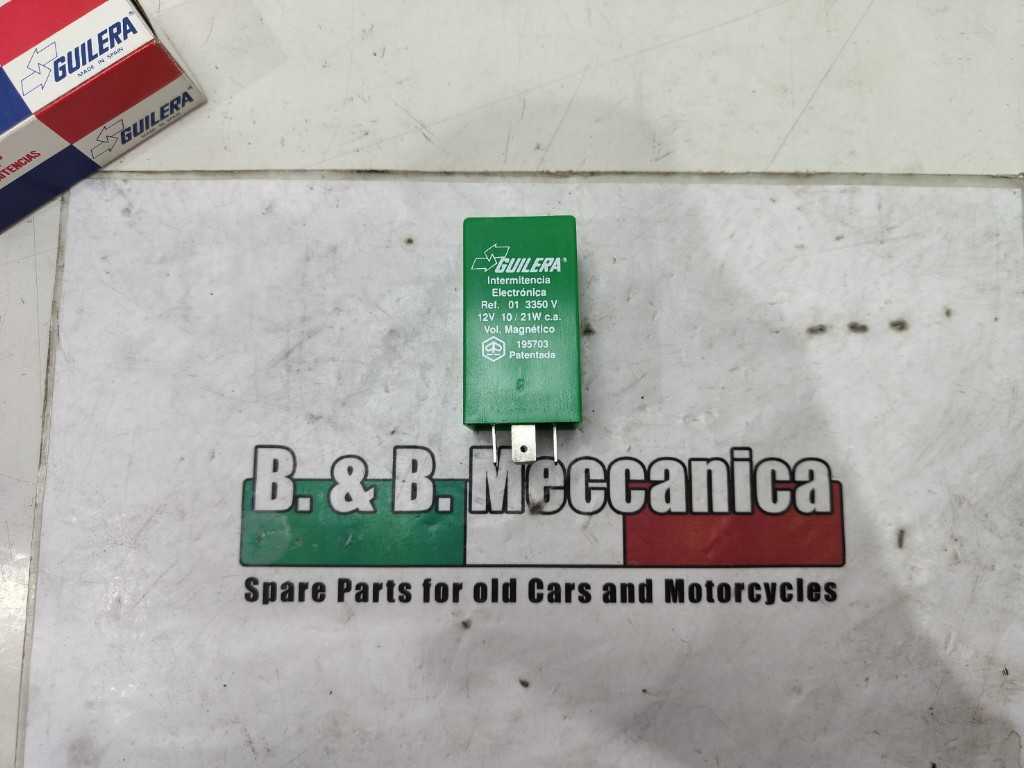 GUILERA
MADE IN SPAIN
GUILERA
GUILERA®
Intermitencia
Electrónica
Ref. 01 3350 V
12V 10 / 21W c.a.
Vol. Magnético
195703
Patentada
B. & B. Meccanica
Spare Parts for old Cars and Motorcycles